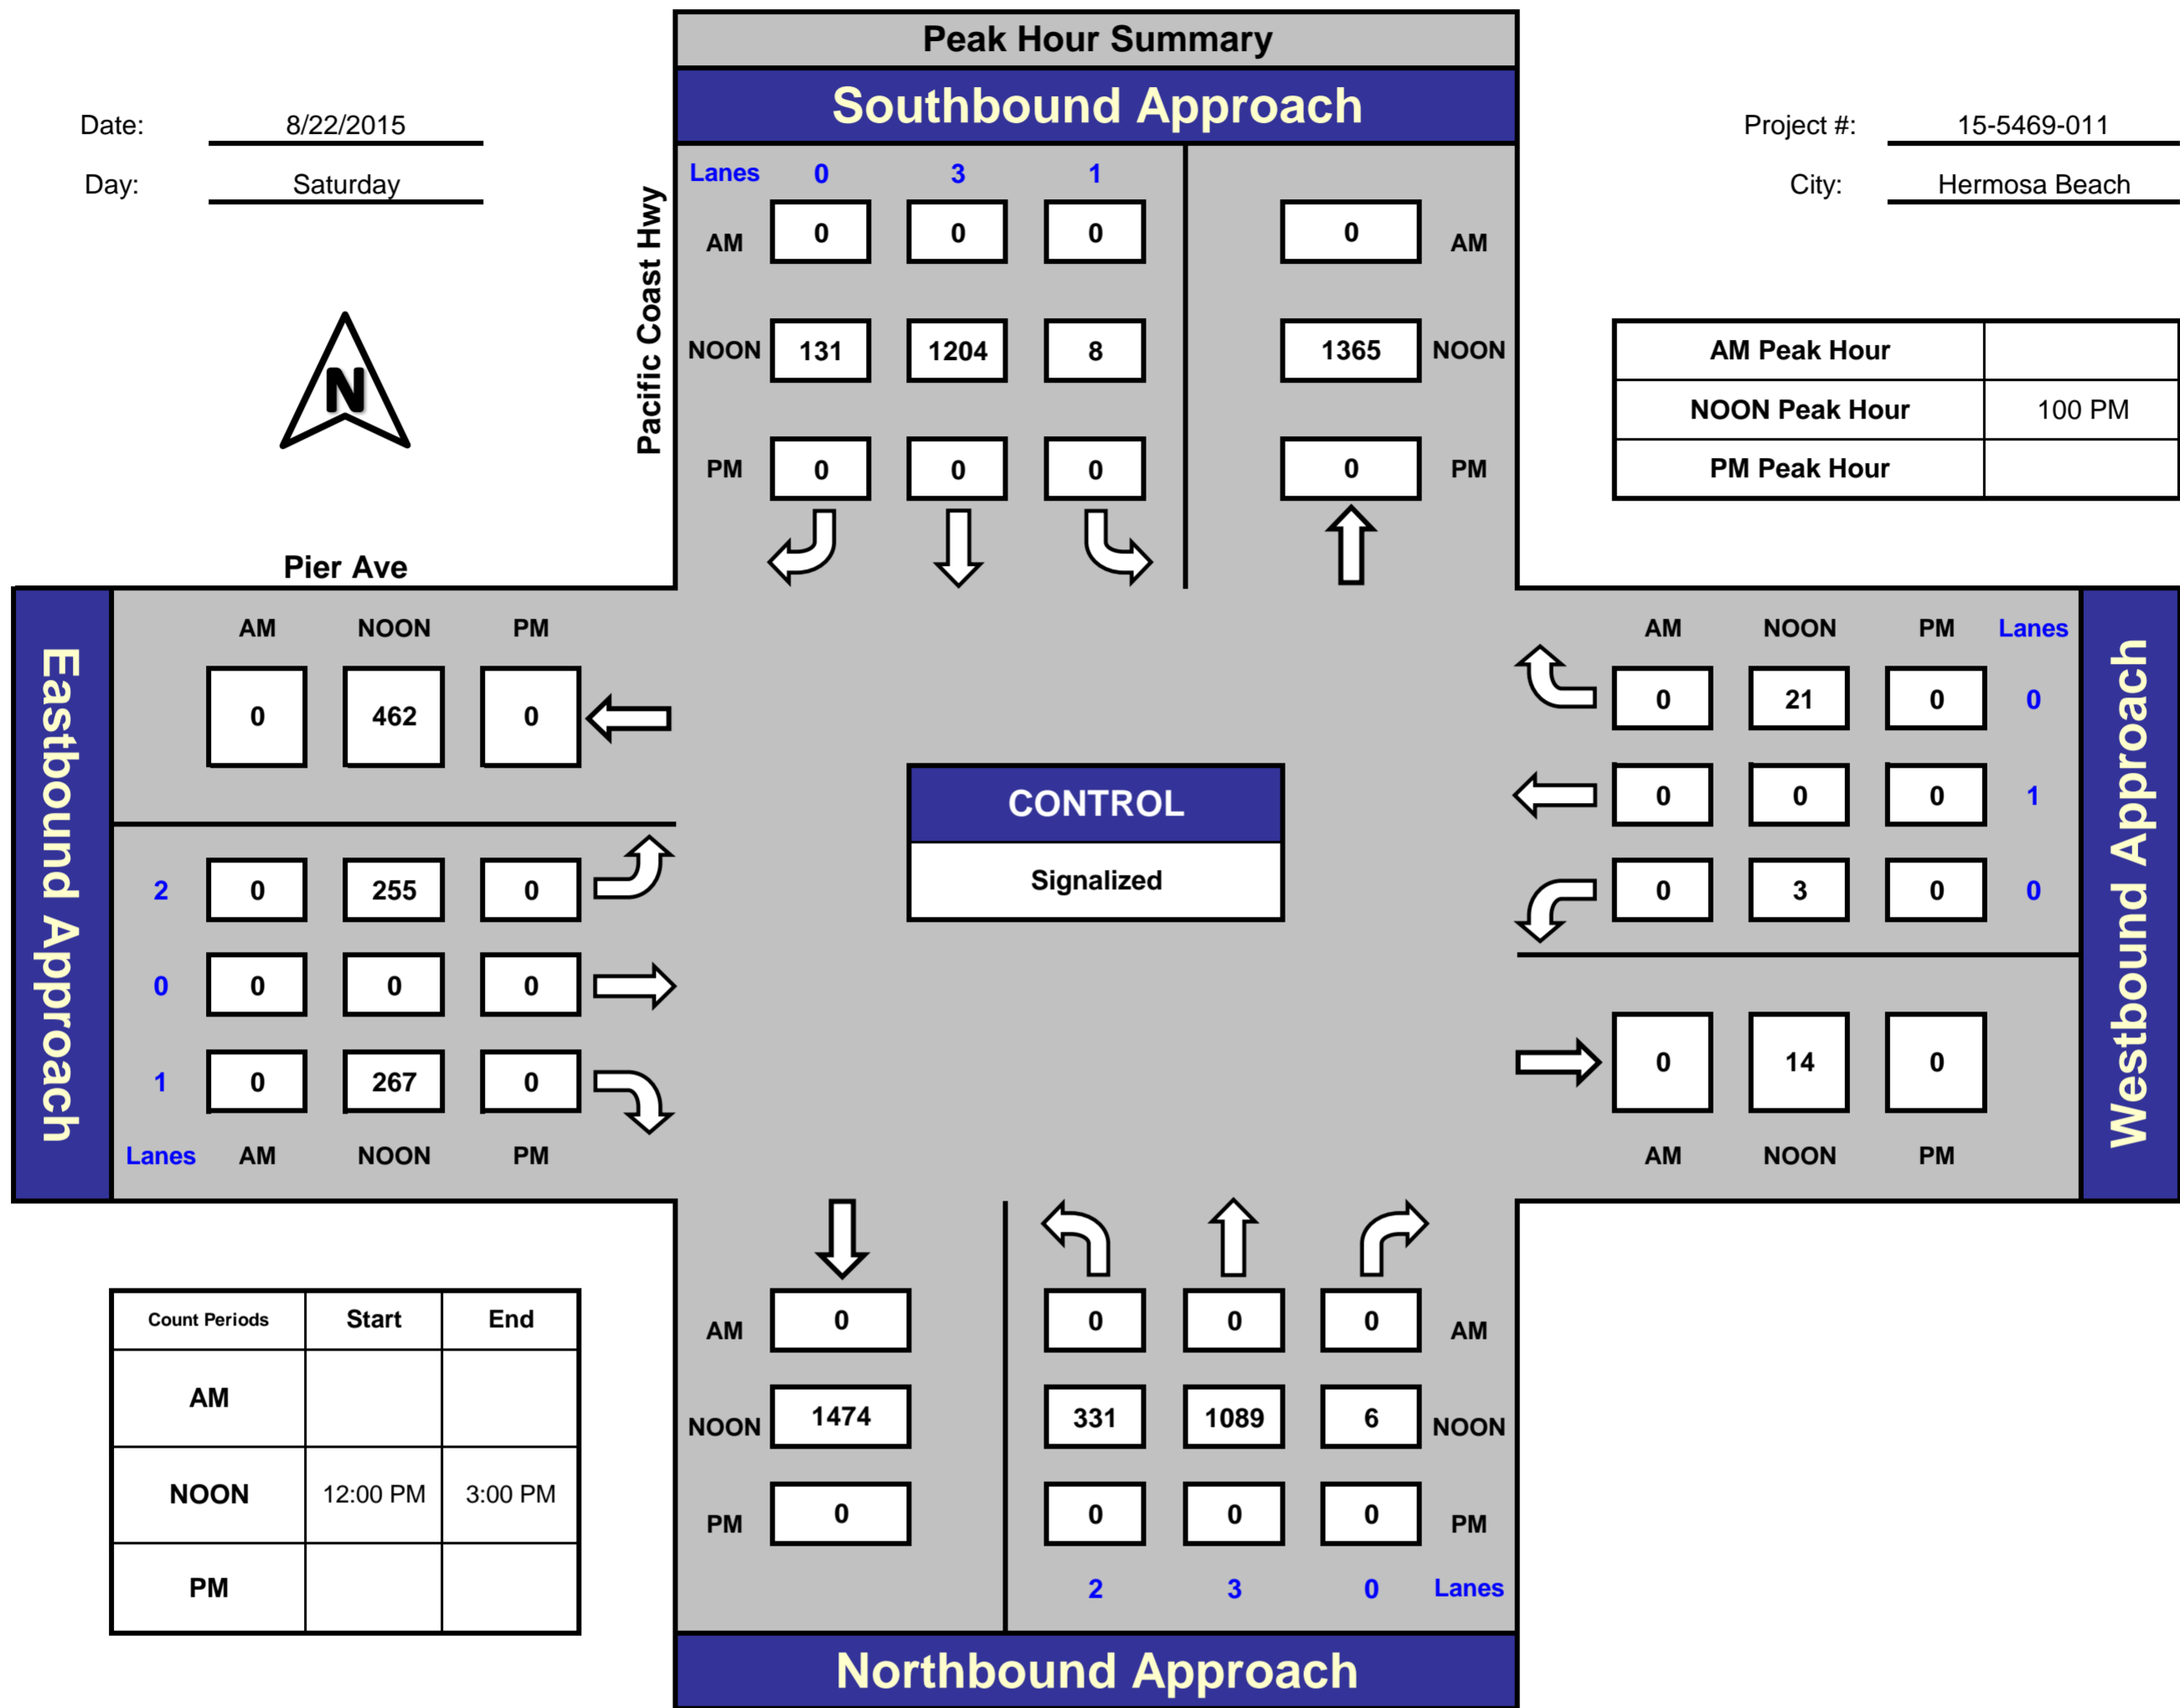 Peak Hour Summary
Southbound Approach
Date: 8/22/2015
Project #: 15-5469-011
Day: Saturday
City: Hermosa Beach
N
Pacific Coast Hwy
Lanes 0 3 1
AM 0 0 0 0 AM
NOON 131 1204 8 1365 NOON
PM 0 0 0 0 PM
AM Peak Hour
NOON Peak Hour 100 PM
PM Peak Hour
Pier Ave
Eastbound Approach
AM NOON PM
0 462 0
2 0 255 0
0 0 0 0
1 0 267 0
Lanes AM NOON PM
CONTROL
Signalized
AM NOON PM Lanes
0 21 0 0
0 0 0 1
0 3 0 0
0 14 0
AM NOON PM
Westbound Approach
Count Periods Start End
AM
NOON 12:00 PM 3:00 PM
PM
AM 0 0 0 0 AM
NOON 1474 331 1089 6 NOON
PM 0 0 0 0 PM
2 3 0 Lanes
Northbound Approach